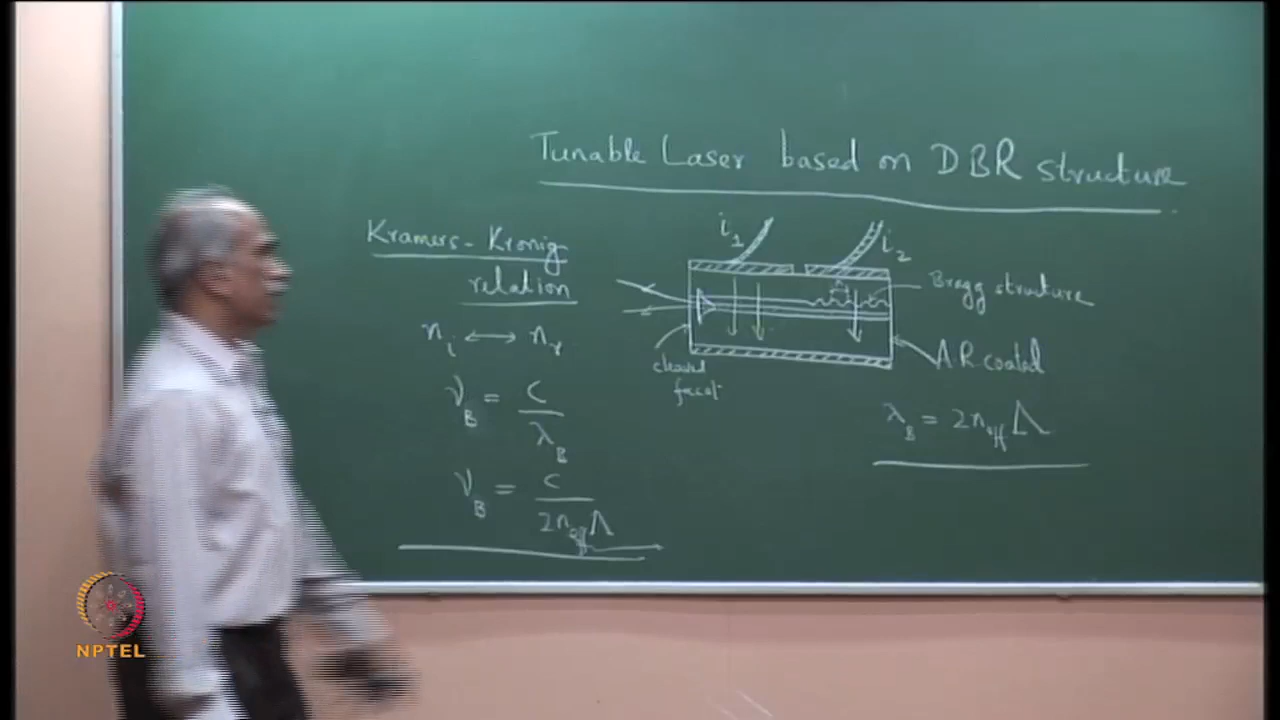 Tunable Laser based on DBR structure
Kramers-Kronig
relation
n_i ⟷ n_r
ν_B = C / λ_B
ν_B = C / 2n_eff Λ
i_1
i_2
Bragg structure
A.R. coated
cleaved
facet
λ_B = 2n_eff Λ
NPTEL